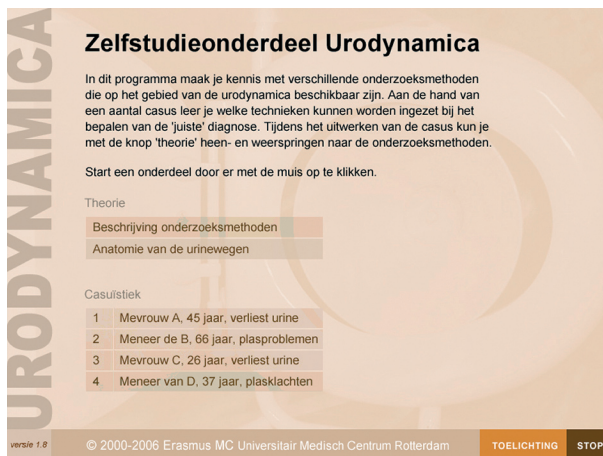 URODYNAMICA
Zelfstudieonderdeel Urodynamica
In dit programma maak je kennis met verschillende onderzoeksmethoden
die op het gebied van de urodynamica beschikbaar zijn. Aan de hand van
een aantal casus leer je welke technieken kunnen worden ingezet bij het
bepalen van de 'juiste' diagnose. Tijdens het uitwerken van de casus kun je
met de knop 'theorie' heen- en weerspringen naar de onderzoeksmethoden.
Start een onderdeel door er met de muis op te klikken.
Theorie
Beschrijving onderzoeksmethoden
Anatomie van de urinewegen
Casuïstiek
1 Mevrouw A, 45 jaar, verliest urine
2 Meneer de B, 66 jaar, plasproblemen
3 Mevrouw C, 26 jaar, verliest urine
4 Meneer van D, 37 jaar, plasklachten
versie 1.8 © 2000-2006 Erasmus MC Universitair Medisch Centrum Rotterdam TOELICHTING STOP